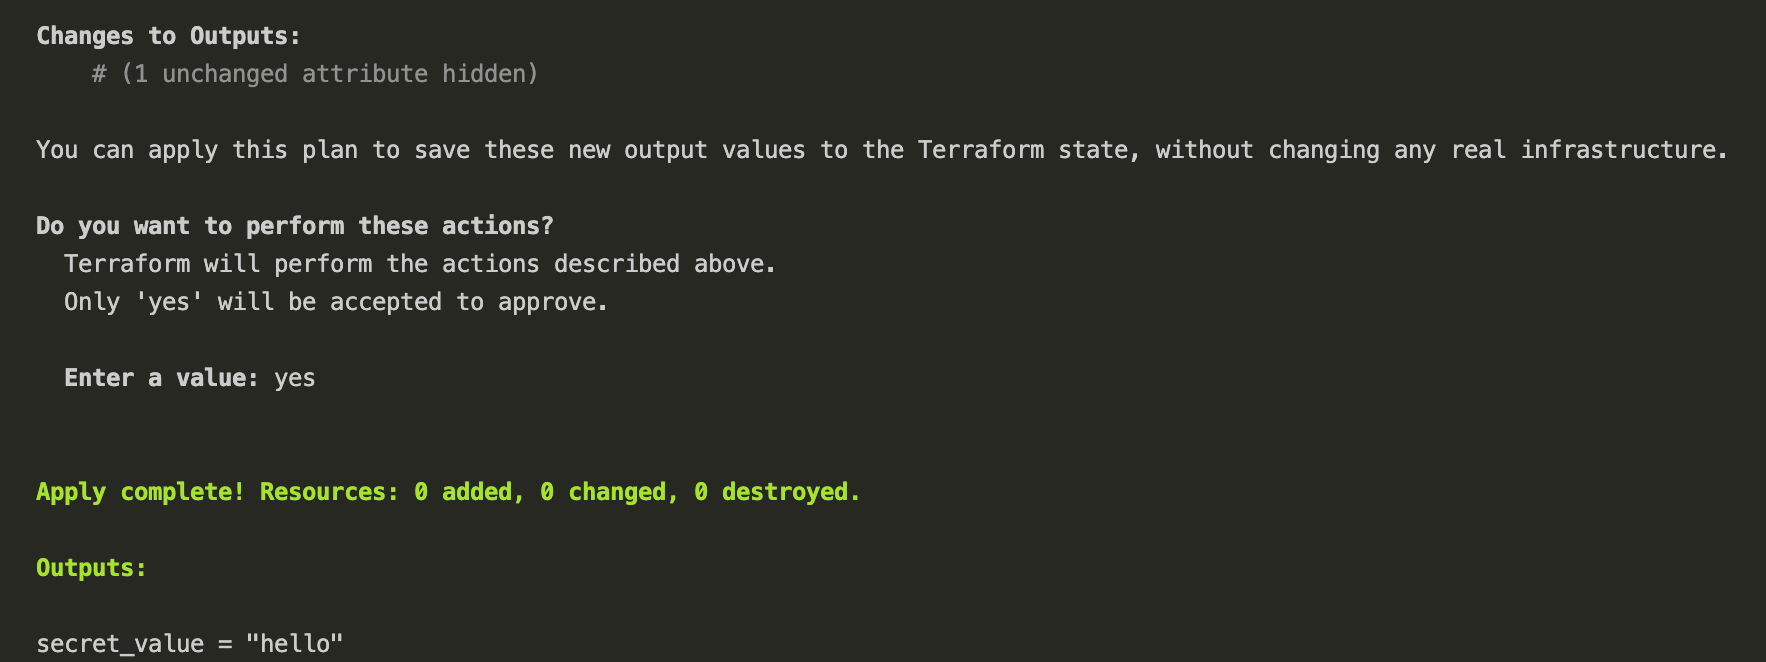 Changes to Outputs:
# (1 unchanged attribute hidden)
You can apply this plan to save these new output values to the Terraform state, without changing any real infrastructure.
Do you want to perform these actions?
Terraform will perform the actions described above.
Only 'yes' will be accepted to approve.
Enter a value: yes
Apply complete! Resources: 0 added, 0 changed, 0 destroyed.
Outputs:
secret_value = "hello"